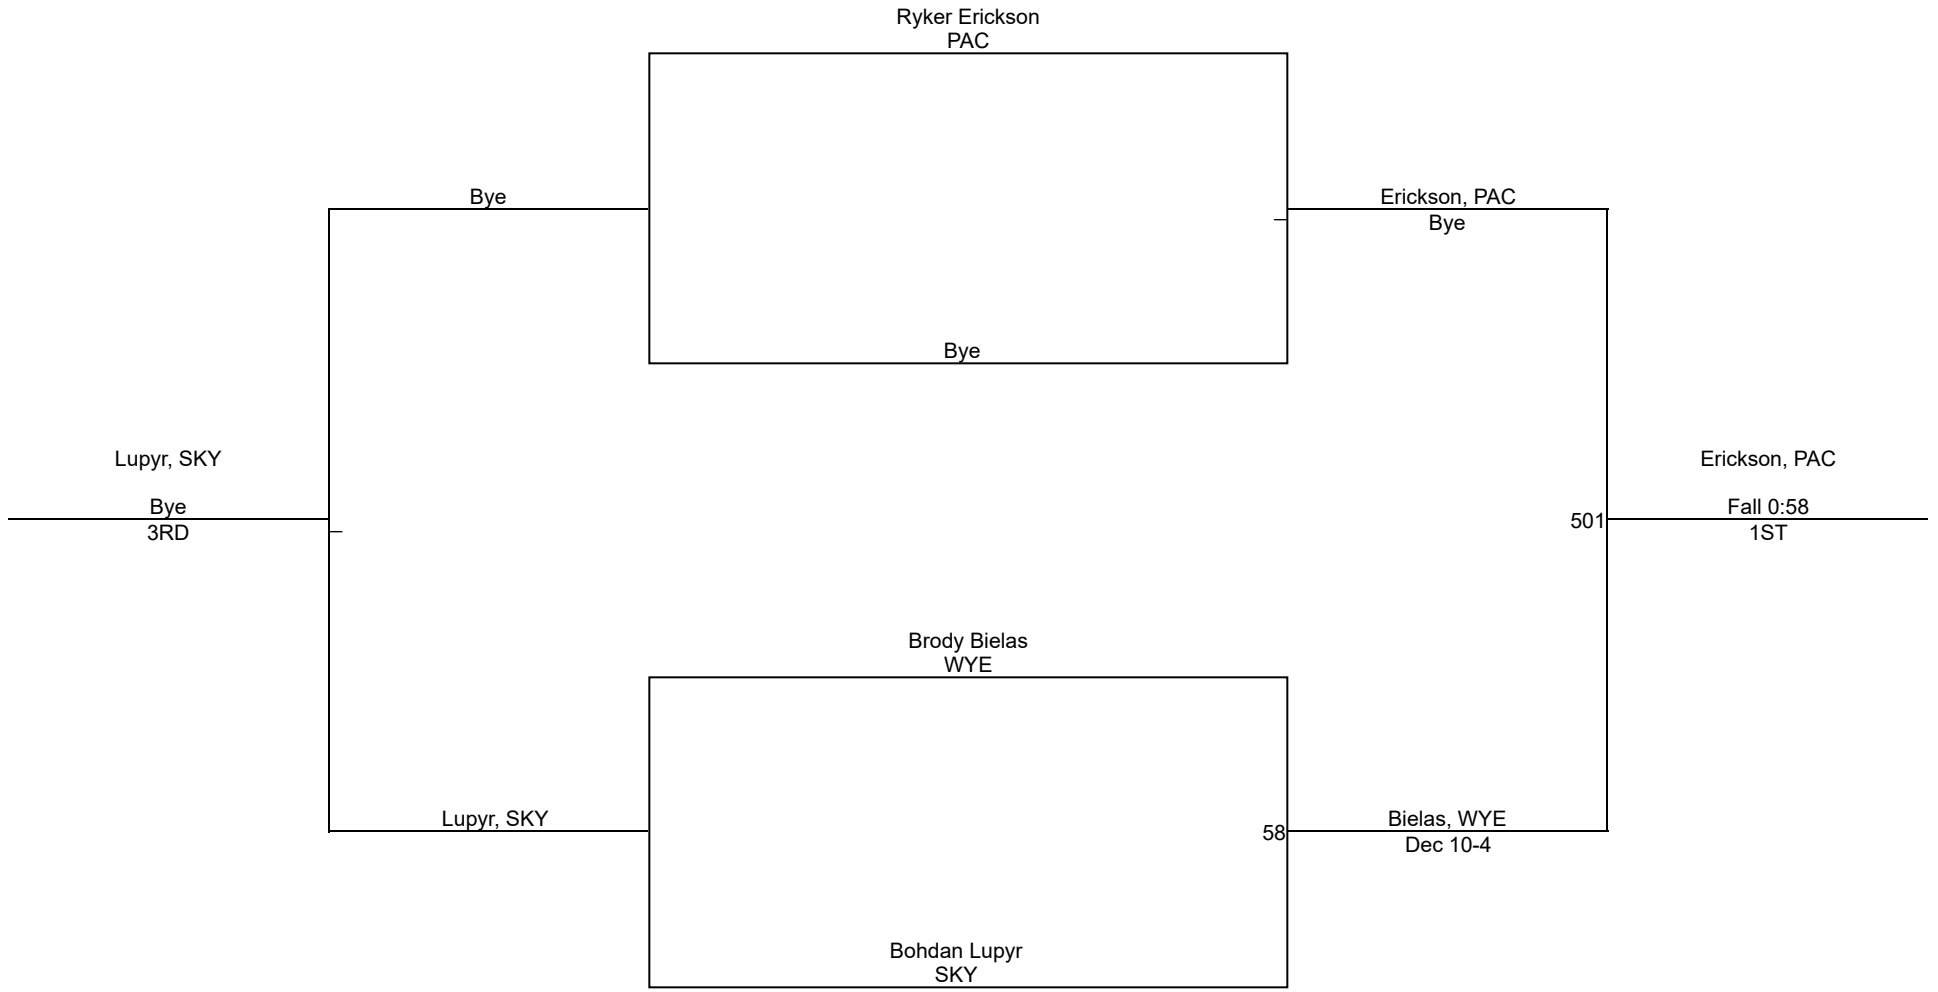 Ryker Erickson
PAC
Bye
Erickson, PAC
Bye
Bye
Lupyr, SKY
Bye
3RD
Erickson, PAC
501
Fall 0:58
1ST
Brody Bielas
WYE
Lupyr, SKY
58
Bielas, WYE
Dec 10-4
Bohdan Lupyr
SKY